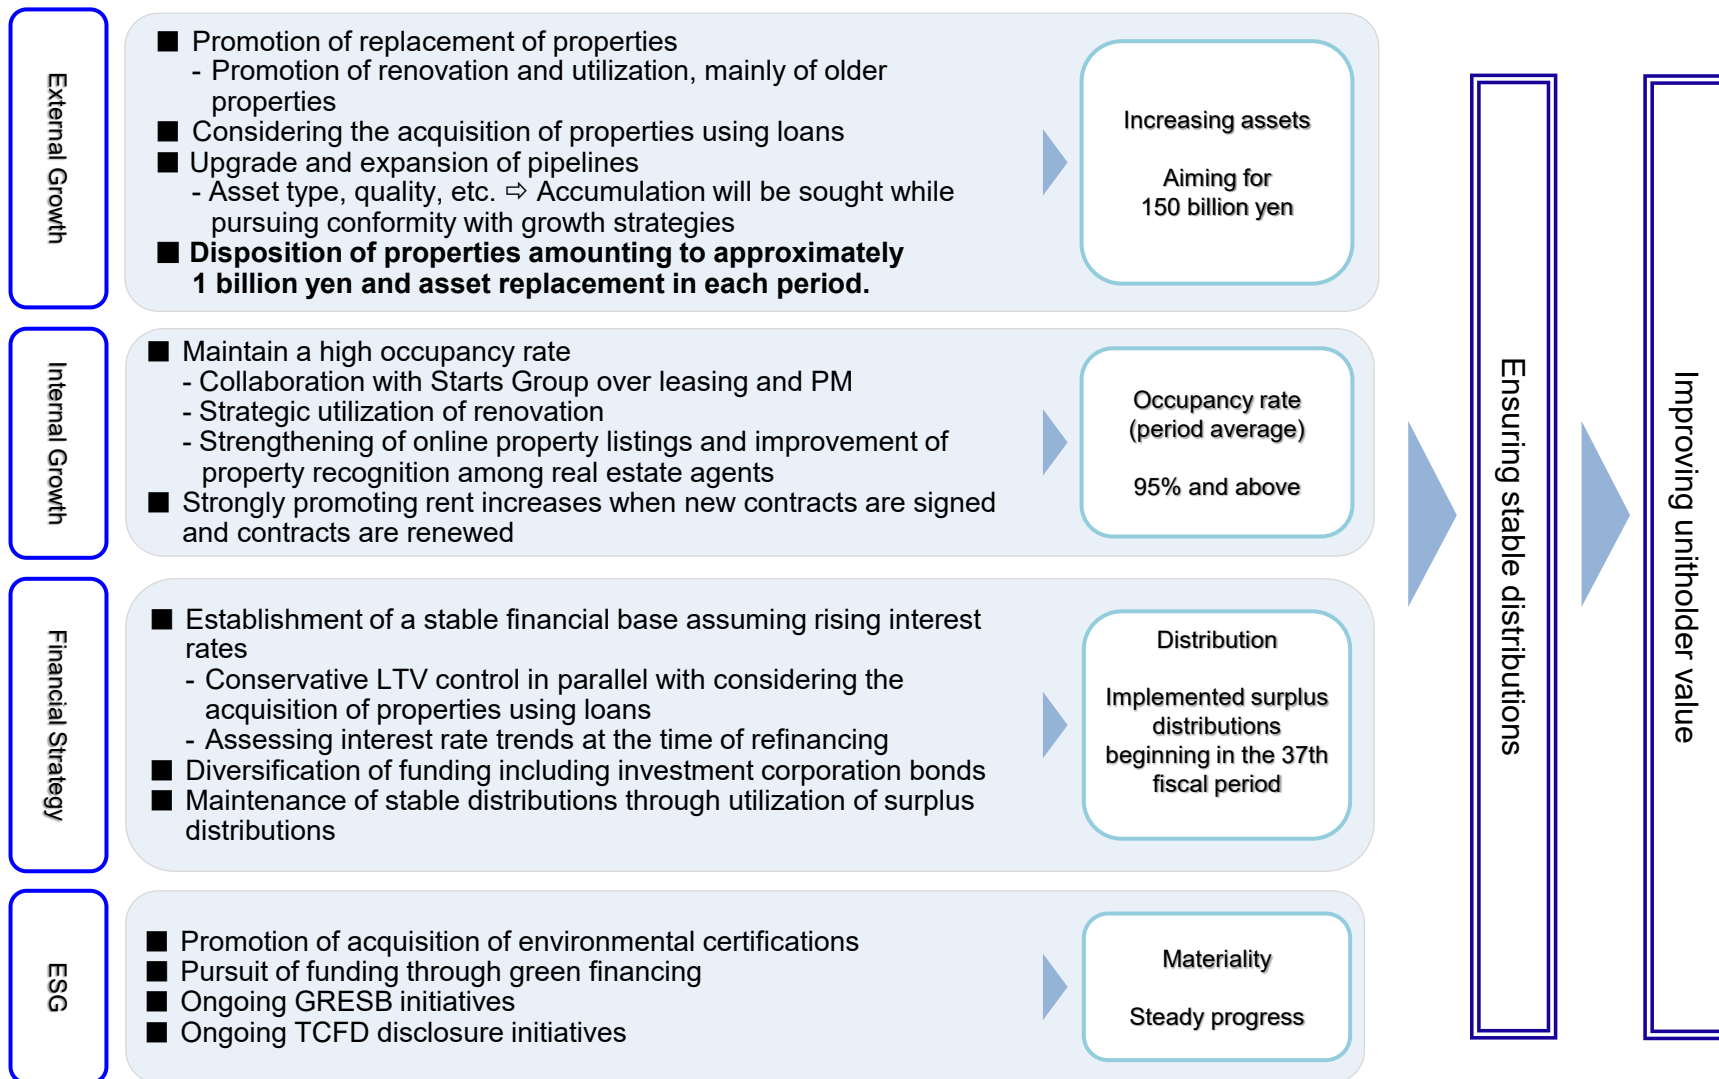 External Growth
■ Promotion of replacement of properties
- Promotion of renovation and utilization, mainly of older
properties
■ Considering the acquisition of properties using loans
■ Upgrade and expansion of pipelines
- Asset type, quality, etc. ⇨ Accumulation will be sought while
pursuing conformity with growth strategies
■ Disposition of properties amounting to approximately
1 billion yen and asset replacement in each period.
Increasing assets
Aiming for
150 billion yen
Internal Growth
■ Maintain a high occupancy rate
- Collaboration with Starts Group over leasing and PM
- Strategic utilization of renovation
- Strengthening of online property listings and improvement of
property recognition among real estate agents
■ Strongly promoting rent increases when new contracts are signed
and contracts are renewed
Occupancy rate
(period average)
95% and above
Financial Strategy
■ Establishment of a stable financial base assuming rising interest
rates
- Conservative LTV control in parallel with considering the
acquisition of properties using loans
- Assessing interest rate trends at the time of refinancing
■ Diversification of funding including investment corporation bonds
■ Maintenance of stable distributions through utilization of surplus
distributions
Distribution
Implemented surplus
distributions
beginning in the 37th
fiscal period
ESG
■ Promotion of acquisition of environmental certifications
■ Pursuit of funding through green financing
■ Ongoing GRESB initiatives
■ Ongoing TCFD disclosure initiatives
Materiality
Steady progress
Ensuring stable distributions
Improving unitholder value